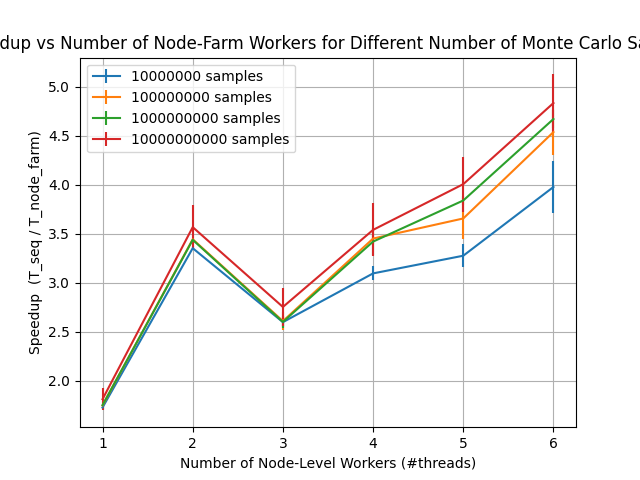 dup vs Number of Node-Farm Workers for Different Number of Monte Carlo Sa
10000000 samples
100000000 samples
1000000000 samples
10000000000 samples
Speedup (T_seq / T_node_farm)
5.0
4.5
4.0
3.5
3.0
2.5
2.0
1 2 3 4 5 6
Number of Node-Level Workers (#threads)